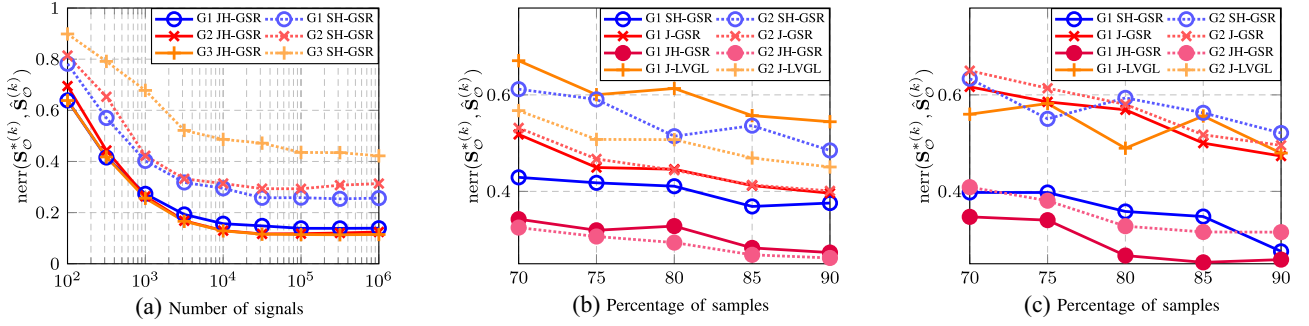 G1 JH-GSR G1 SH-GSR
G2 JH-GSR G2 SH-GSR
G3 JH-GSR G3 SH-GSR
nerr(S*_O^(k), Ŝ_O^(k))
1
0.8
0.6
0.4
0.2
0
10^2 10^3 10^4 10^5 10^6
(a) Number of signals
G1 SH-GSR G2 SH-GSR
G1 J-GSR G2 J-GSR
G1 JH-GSR G2 JH-GSR
G1 J-LVGL G2 J-LVGL
nerr(S*_O^(k), Ŝ_O^(k))
0.6
0.4
70 75 80 85 90
(b) Percentage of samples
G1 SH-GSR G2 SH-GSR
G1 J-GSR G2 J-GSR
G1 JH-GSR G2 JH-GSR
G1 J-LVGL G2 J-LVGL
nerr(S*_O^(k), Ŝ_O^(k))
0.6
0.4
70 75 80 85 90
(c) Percentage of samples